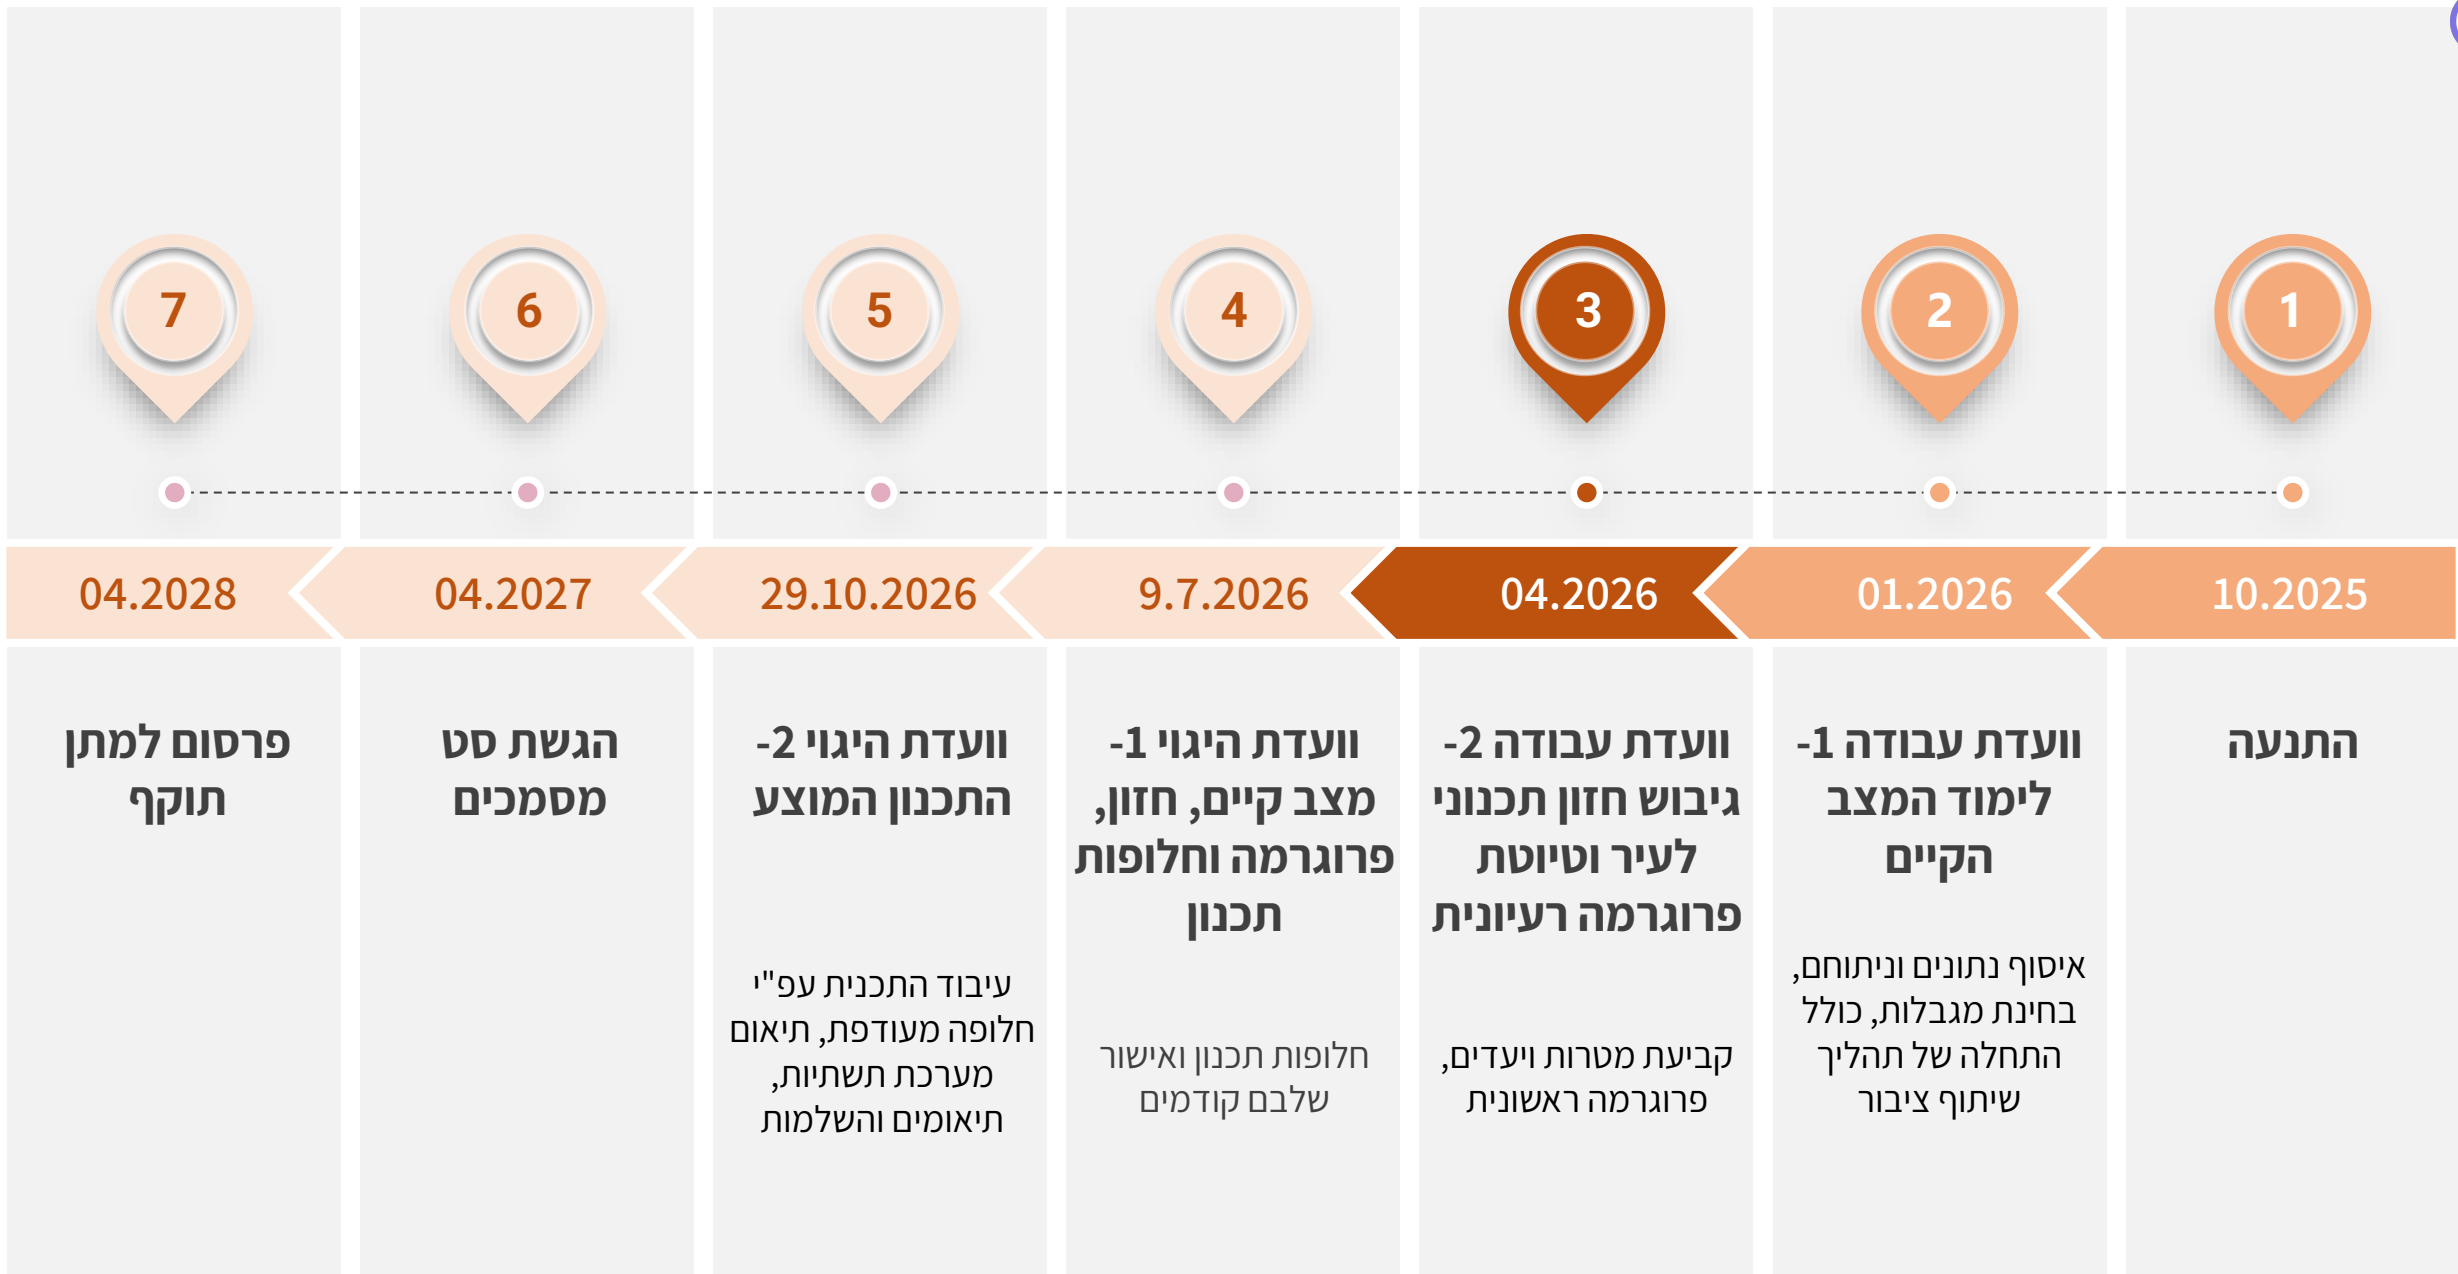 1
2
3
4
5
6
7
10.2025
01.2026
04.2026
9.7.2026
29.10.2026
04.2027
04.2028
התנעה
וועדת עבודה 1-
לימוד המצב
הקיים
איסוף נתונים וניתוחם,
בחינת מגבלות, כולל
התחלה של תהליך
שיתוף ציבור
וועדת עבודה 2-
גיבוש חזון תכנוני
לעיר וטיוטת
פרוגרמה רעיונית
קביעת מטרות ויעדים,
פרוגרמה ראשונית
וועדת היגוי 1-
מצב קיים, חזון,
פרוגרמה וחלופות
תכנון
חלופות תכנון ואישור
שלבם קודמים
וועדת היגוי 2-
התכנון המוצע
עיבוד התכנית עפ"י
חלופה מעודפת, תיאום
מערכת תשתיות,
תיאומים והשלמות
הגשת סט
מסמכים
פרסום למתן
תוקף